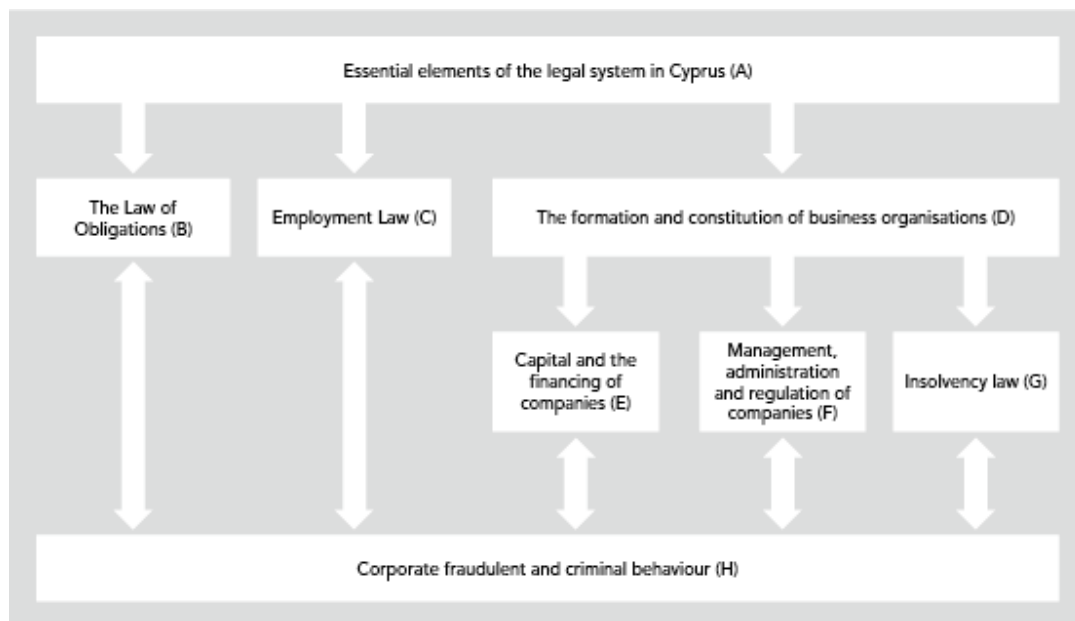 Essential elements of the legal system in Cyprus (A)
The Law of
Obligations (B)
Employment Law (C)
The formation and constitution of business organisations (D)
Capital and the
financing of
companies (E)
Management,
administration
and regulation of
companies (F)
Insolvency law (G)
Corporate fraudulent and criminal behaviour (H)